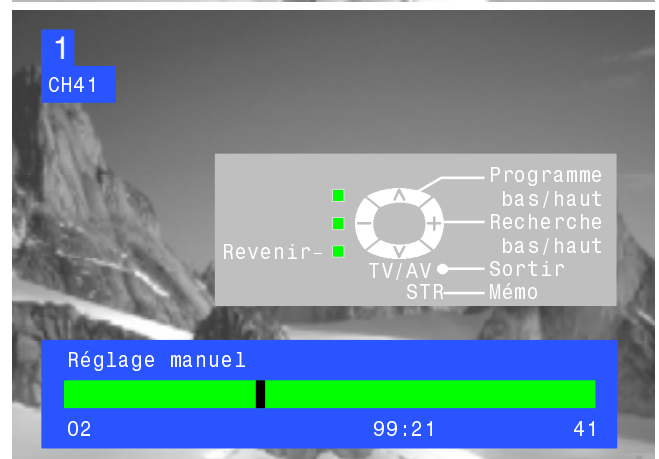 1
CH41
Programme
bas/haut
Recherche
bas/haut
Revenir-
TV/AV Sortir
STR Mémo
Réglage manuel
02 99:21 41